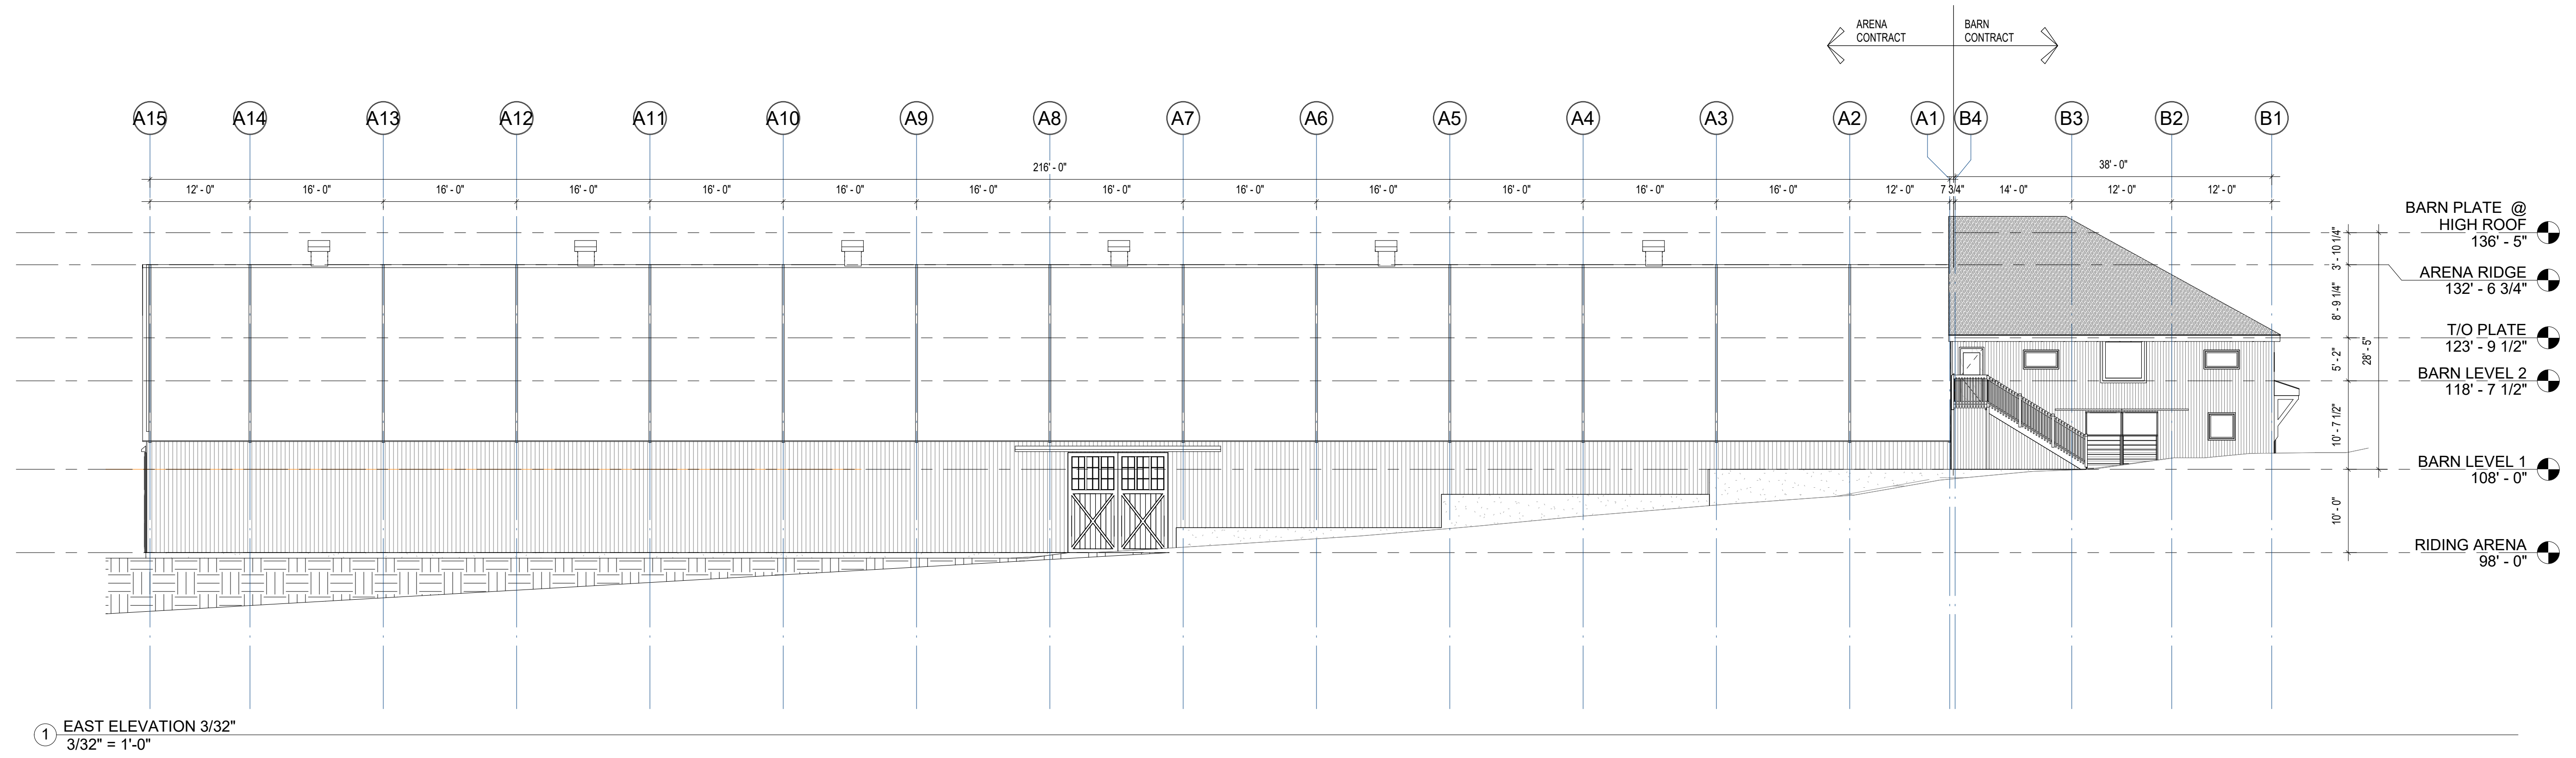 ARENA
CONTRACT
BARN
CONTRACT
A15
A14
A13
A12
A11
A10
A9
A8
A7
A6
A5
A4
A3
A2
A1
B4
B3
B2
B1
216' - 0"
38' - 0"
12' - 0"
16' - 0"
16' - 0"
16' - 0"
16' - 0"
16' - 0"
16' - 0"
16' - 0"
16' - 0"
16' - 0"
16' - 0"
16' - 0"
16' - 0"
12' - 0"
7 3/4"
14' - 0"
12' - 0"
12' - 0"
BARN PLATE @
HIGH ROOF
136' - 5"
3' - 10 1/4"
ARENA RIDGE
132' - 6 3/4"
8' - 9 1/4"
T/O PLATE
123' - 9 1/2"
5' - 2"
28' - 5"
BARN LEVEL 2
118' - 7 1/2"
10' - 7 1/2"
BARN LEVEL 1
108' - 0"
10' - 0"
RIDING ARENA
98' - 0"
1
EAST ELEVATION 3/32"
3/32" = 1'-0"